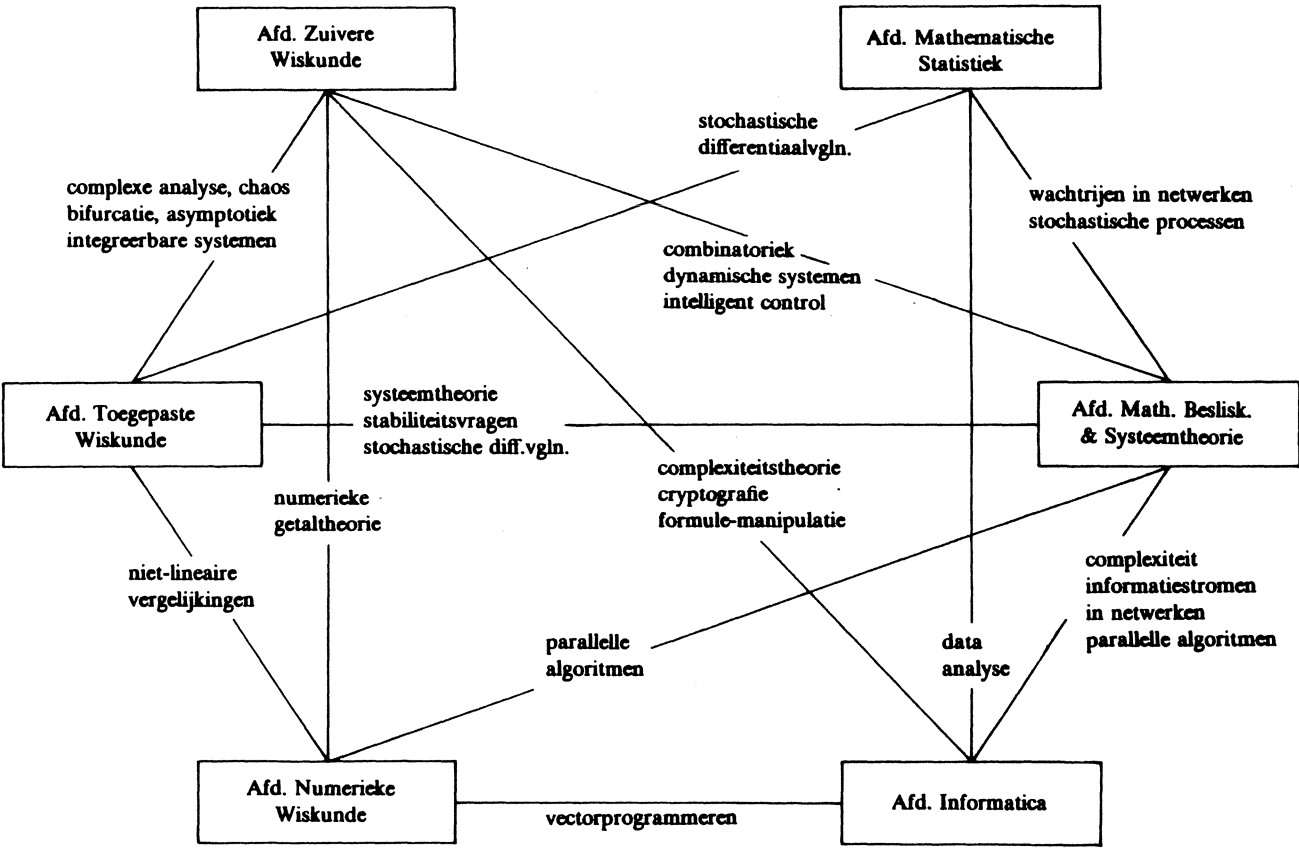 Afd. Zuivere
Wiskunde
Afd. Mathematische
Statistiek
stochastische
differentiaalvgln.
complexe analyse, chaos
bifurcatie, asymptotiek
integreerbare systemen
wachtrijen in netwerken
stochastische processen
combinatoriek
dynamische systemen
intelligent control
Afd. Toegepaste
Wiskunde
systeemtheorie
stabiliteitsvragen
stochastische diff.vgln.
Afd. Math. Beslisk.
& Systeemtheorie
complexiteitstheorie
cryptografie
formule-manipulatie
numerieke
getaltheorie
niet-lineaire
vergelijkingen
complexiteit
informatiestromen
in netwerken
parallelle algoritmen
parallelle
algoritmen
data
analyse
Afd. Numerieke
Wiskunde
vectorprogrammeren
Afd. Informatica